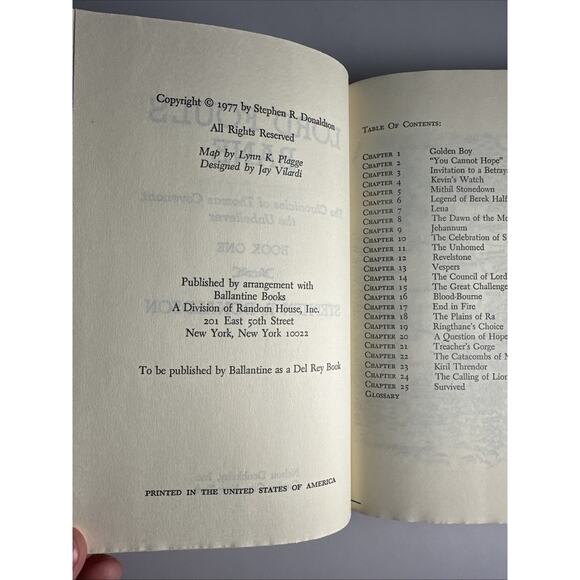 Copyright © 1977 by Stephen R. Donaldson
All Rights Reserved
Map by Lynn K. Plagge
Designed by Jay Vilardi
Published by arrangement with
Ballantine Books
A Division of Random House, Inc.
201 East 50th Street
New York, New York 10022
To be published by Ballantine as a Del Rey Book
PRINTED IN THE UNITED STATES OF AMERICA
TABLE OF CONTENTS:
CHAPTER 1 Golden Boy
CHAPTER 2 "You Cannot Hope"
CHAPTER 3 Invitation to a Betray
CHAPTER 4 Kevin's Watch
CHAPTER 5 Mithil Stonedown
CHAPTER 6 Legend of Berek Half
CHAPTER 7 Lena
CHAPTER 8 The Dawn of the Me
CHAPTER 9 Jehannum
CHAPTER 10 The Celebration of S
CHAPTER 11 The Unhomed
CHAPTER 12 Revelstone
CHAPTER 13 Vespers
CHAPTER 14 The Council of Lord
CHAPTER 15 The Great Challenge
CHAPTER 16 Blood-Bourne
CHAPTER 17 End in Fire
CHAPTER 18 The Plains of Ra
CHAPTER 19 Ringthane's Choice
CHAPTER 20 A Question of Hope
CHAPTER 21 Treacher's Gorge
CHAPTER 22 The Catacombs of M
CHAPTER 23 Kiril Threndor
CHAPTER 24 The Calling of Lion
CHAPTER 25 Survived
GLOSSARY